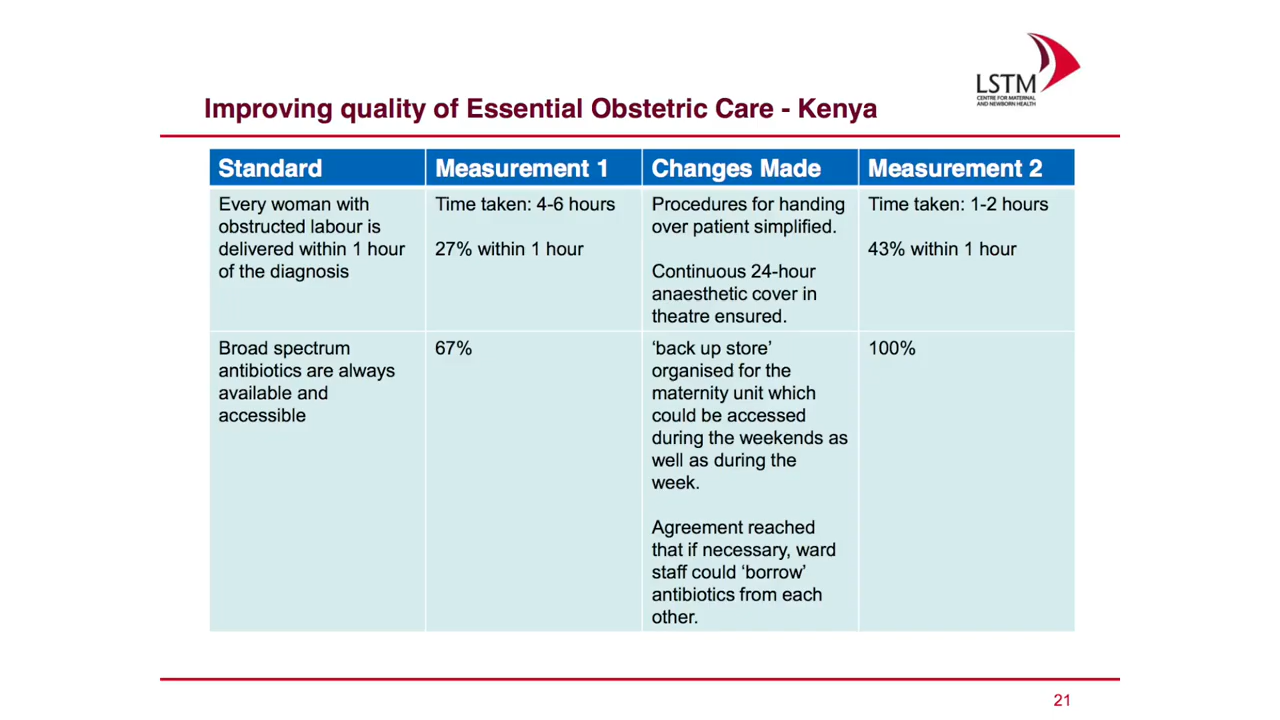 LSTM
CENTRE FOR MATERNAL
AND NEWBORN HEALTH
Improving quality of Essential Obstetric Care - Kenya
Standard
Measurement 1
Changes Made
Measurement 2
Every woman with
obstructed labour is
delivered within 1 hour
of the diagnosis
Time taken: 4-6 hours
27% within 1 hour
Procedures for handing
over patient simplified.
Continuous 24-hour
anaesthetic cover in
theatre ensured.
Time taken: 1-2 hours
43% within 1 hour
Broad spectrum
antibiotics are always
available and
accessible
67%
‘back up store’
organised for the
maternity unit which
could be accessed
during the weekends as
well as during the
week.
Agreement reached
that if necessary, ward
staff could ‘borrow’
antibiotics from each
other.
100%
21